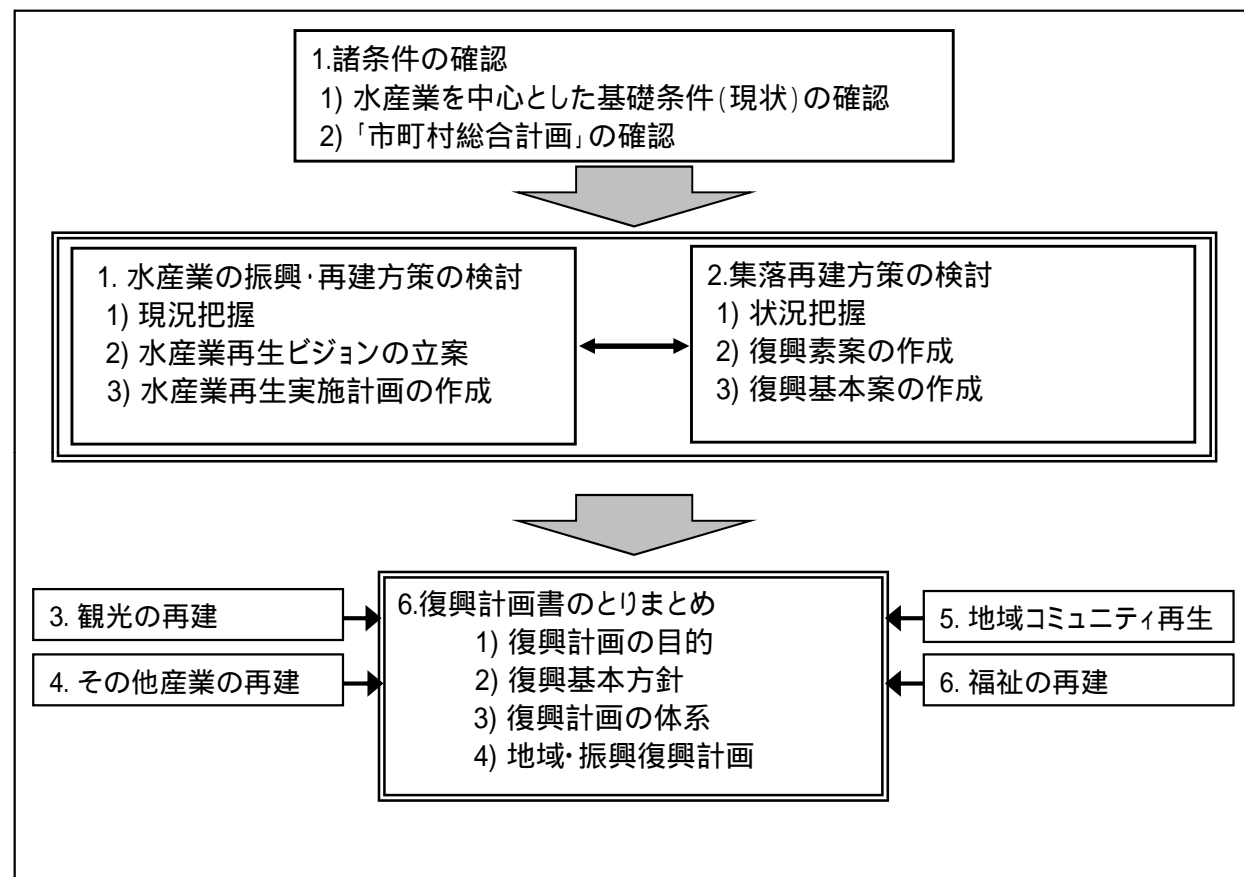 1.諸条件の確認
1) 水産業を中心とした基礎条件(現状)の確認
2) 「市町村総合計画」の確認
1. 水産業の振興・再建方策の検討
1) 現況把握
2) 水産業再生ビジョンの立案
3) 水産業再生実施計画の作成
2.集落再建方策の検討
1) 状況把握
2) 復興素案の作成
3) 復興基本案の作成
3. 観光の再建
4. その他産業の再建
6.復興計画書のとりまとめ
1) 復興計画の目的
2) 復興基本方針
3) 復興計画の体系
4) 地域・振興復興計画
5. 地域コミュニティ再生
6. 福祉の再建